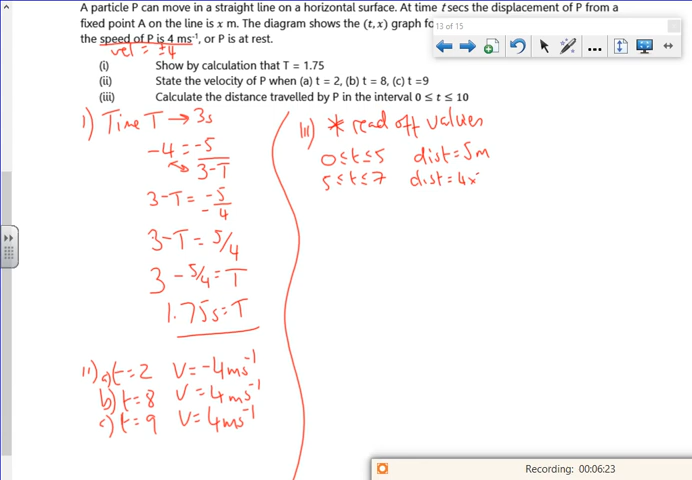 A particle P can move in a straight line on a horizontal surface. At time t secs the displacement of P from a
fixed point A on the line is x m. The diagram shows the (t, x) graph fo
the speed of P is 4 ms⁻¹, or P is at rest.
vel = ±4
13 of 15
(i) Show by calculation that T = 1.75
(ii) State the velocity of P when (a) t = 2, (b) t = 8, (c) t =9
(iii) Calculate the distance travelled by P in the interval 0 ≤ t ≤ 10
i) Time T → 3s
-4 = -5/(3-T)
3-T = -5/-4
3-T = 5/4
3 - 5/4 = T
1.75s = T
ii) a) t=2 V=-4ms⁻¹
b) t=8 V=4ms⁻¹
c) t=9 V=4ms⁻¹
iii) * read off values
0≤t≤5 dist=5m
5≤t≤7 dist=4x
Recording: 00:06:23